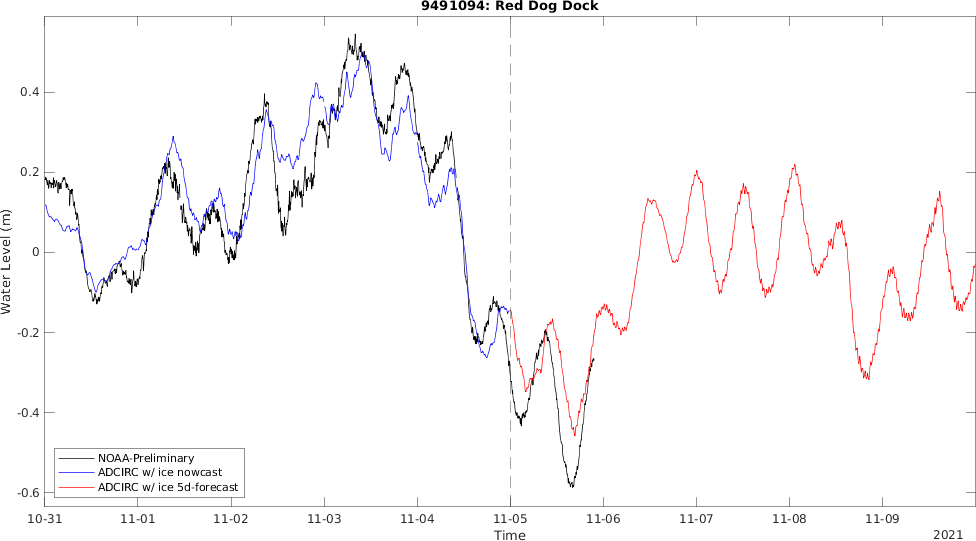 9491094: Red Dog Dock
Water Level (m)
0.4
0.2
0
-0.2
-0.4
-0.6
NOAA-Preliminary
ADCIRC w/ ice nowcast
ADCIRC w/ ice 5d-forecast
10-31 11-01 11-02 11-03 11-04 11-05 11-06 11-07 11-08 11-09
Time
2021